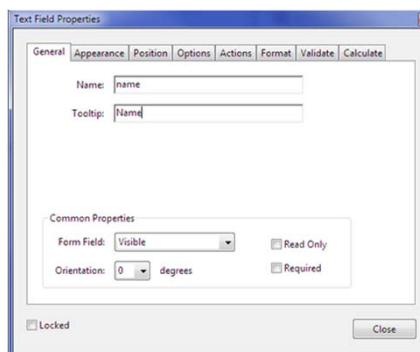 Text Field Properties
General Appearance Position Options Actions Format Validate Calculate
Name: name
Tooltip: Name
Common Properties
Form Field: Visible Read Only
Orientation: 0 degrees Required
Locked Close